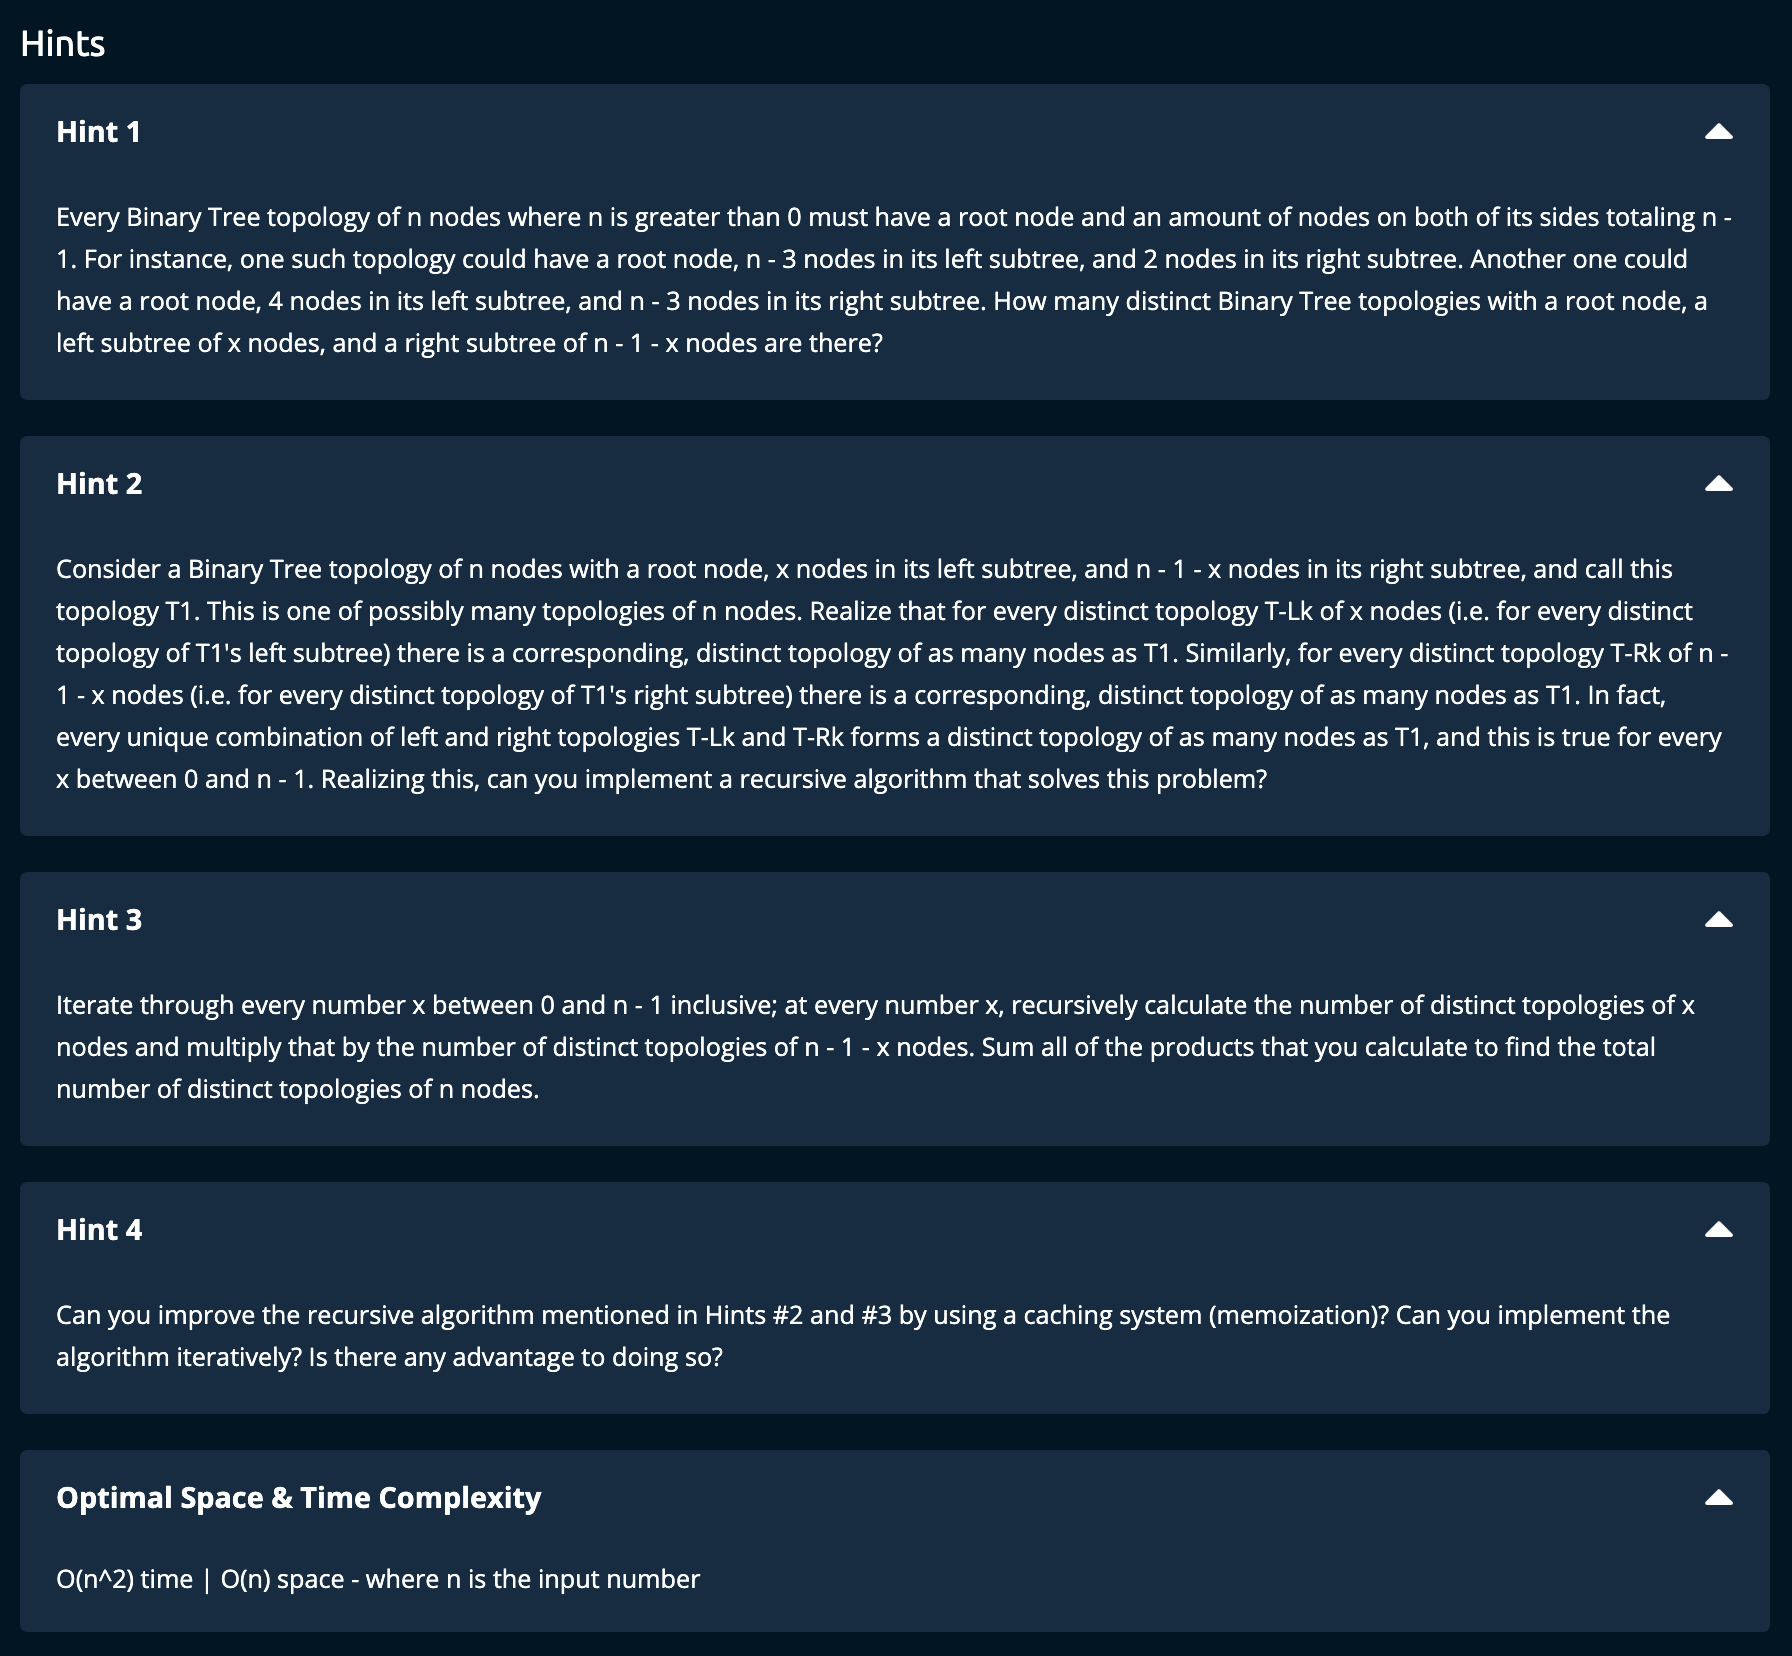 Hints
Hint 1
Every Binary Tree topology of n nodes where n is greater than 0 must have a root node and an amount of nodes on both of its sides totaling n -
1. For instance, one such topology could have a root node, n - 3 nodes in its left subtree, and 2 nodes in its right subtree. Another one could
have a root node, 4 nodes in its left subtree, and n - 3 nodes in its right subtree. How many distinct Binary Tree topologies with a root node, a
left subtree of x nodes, and a right subtree of n - 1 - x nodes are there?
Hint 2
Consider a Binary Tree topology of n nodes with a root node, x nodes in its left subtree, and n - 1 - x nodes in its right subtree, and call this
topology T1. This is one of possibly many topologies of n nodes. Realize that for every distinct topology T-Lk of x nodes (i.e. for every distinct
topology of T1's left subtree) there is a corresponding, distinct topology of as many nodes as T1. Similarly, for every distinct topology T-Rk of n -
1 - x nodes (i.e. for every distinct topology of T1's right subtree) there is a corresponding, distinct topology of as many nodes as T1. In fact,
every unique combination of left and right topologies T-Lk and T-Rk forms a distinct topology of as many nodes as T1, and this is true for every
x between 0 and n - 1. Realizing this, can you implement a recursive algorithm that solves this problem?
Hint 3
Iterate through every number x between 0 and n - 1 inclusive; at every number x, recursively calculate the number of distinct topologies of x
nodes and multiply that by the number of distinct topologies of n - 1 - x nodes. Sum all of the products that you calculate to find the total
number of distinct topologies of n nodes.
Hint 4
Can you improve the recursive algorithm mentioned in Hints #2 and #3 by using a caching system (memoization)? Can you implement the
algorithm iteratively? Is there any advantage to doing so?
Optimal Space & Time Complexity
O(n^2) time | O(n) space - where n is the input number